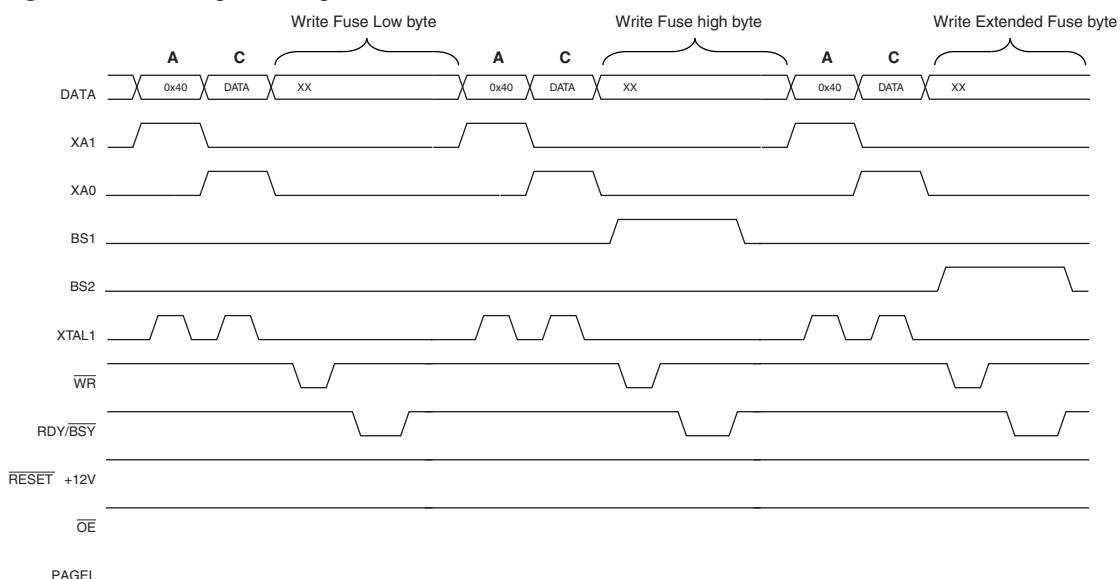 Write Fuse Low byte Write Fuse high byte Write Extended Fuse byte
A C A C A C
DATA 0x40 DATA XX 0x40 DATA XX 0x40 DATA XX
XA1
XA0
BS1
BS2
XTAL1
WR
RDY/BSY
RESET +12V
OE
PAGEL